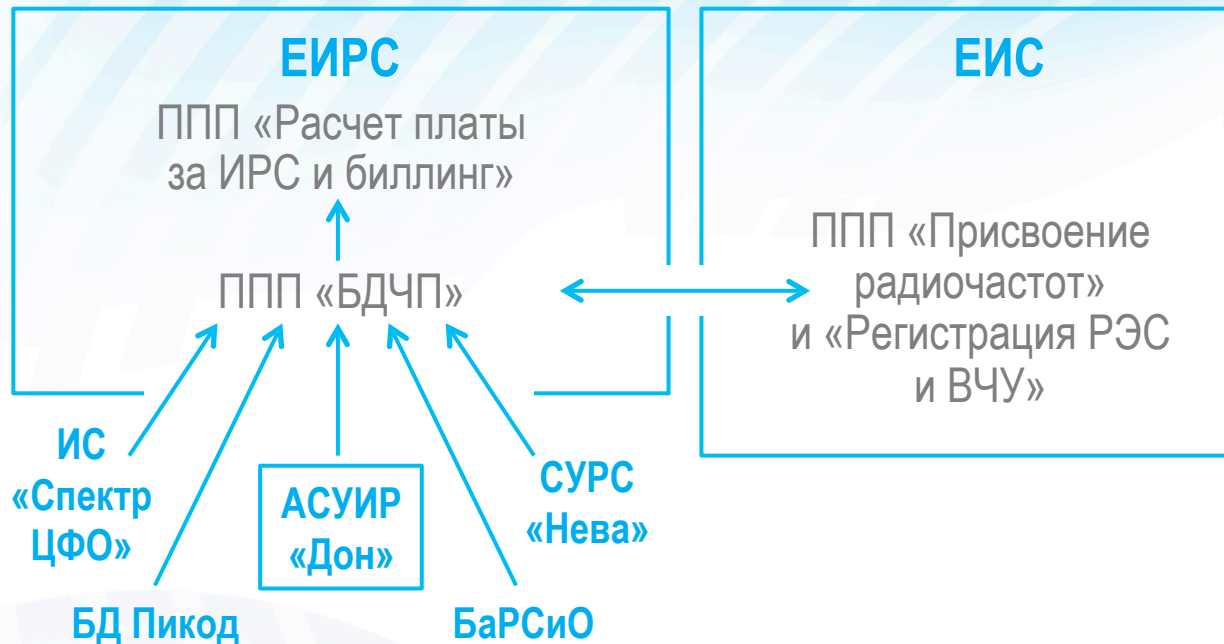 ЕИРС
ППП «Расчет платы
за ИРС и биллинг»
ППП «БДЧП»
ЕИС
ППП «Присвоение
радиочастот»
и «Регистрация РЭС
и ВЧУ»
ИС
«Спектр
ЦФО»
БД Пикод
АСУИР
«Дон»
БаРСиО
СУРС
«Нева»